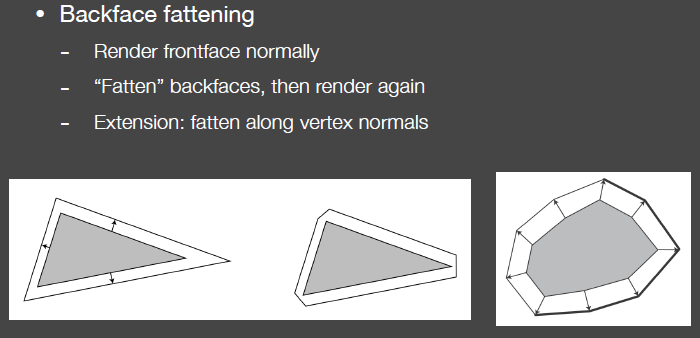 • Backface fattening
- Render frontface normally
- “Fatten” backfaces, then render again
- Extension: fatten along vertex normals